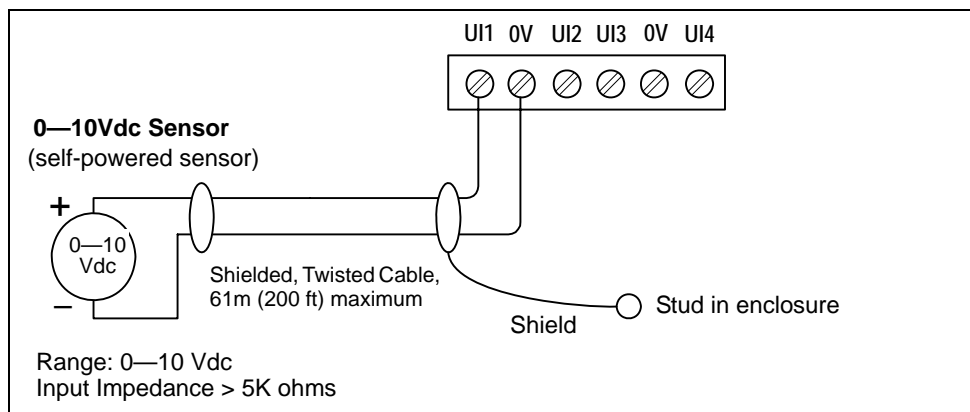 UI1 0V UI2 UI3 0V UI4
0—10Vdc Sensor
(self-powered sensor)
+
0—10
Vdc
–
Shielded, Twisted Cable,
61m (200 ft) maximum
Shield
Stud in enclosure
Range: 0—10 Vdc
Input Impedance > 5K ohms